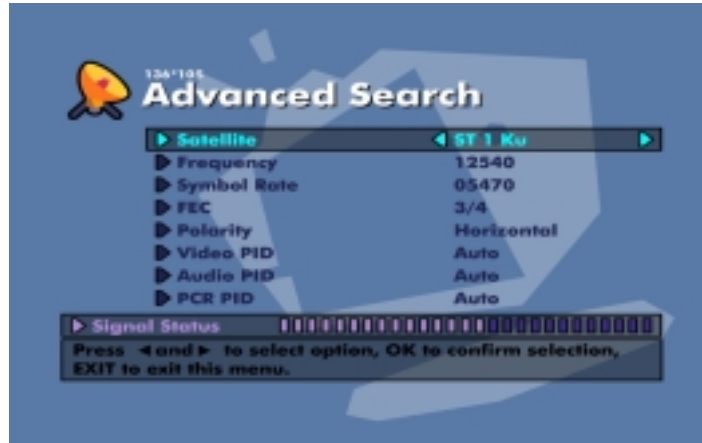 136*105
Advanced Search
Satellite ST 1 Ku
Frequency 12540
Symbol Rate 05470
FEC 3/4
Polarity Horizontal
Video PID Auto
Audio PID Auto
PCR PID Auto
Signal Status
Press ◄ and ► to select option, OK to confirm selection,
EXIT to exit this menu.